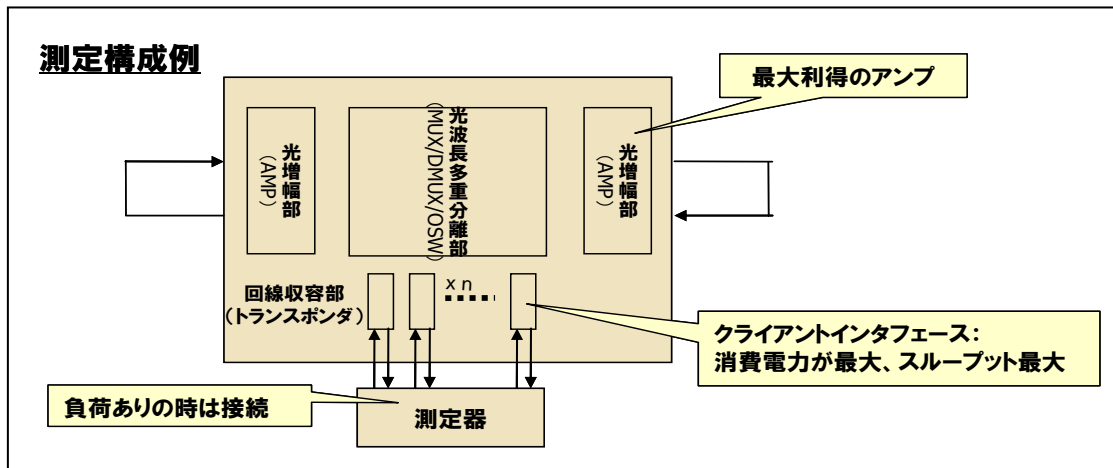 測定構成例
最大利得のアンプ
光増幅部
(AMP)
光波長多重分離部
(MUX/DMUX/OSW)
光増幅部
(AMP)
回線収容部
(トランスポンダ)
x n
クライアントインタフェース:
消費電力が最大、スループット最大
負荷ありの時は接続
測定器